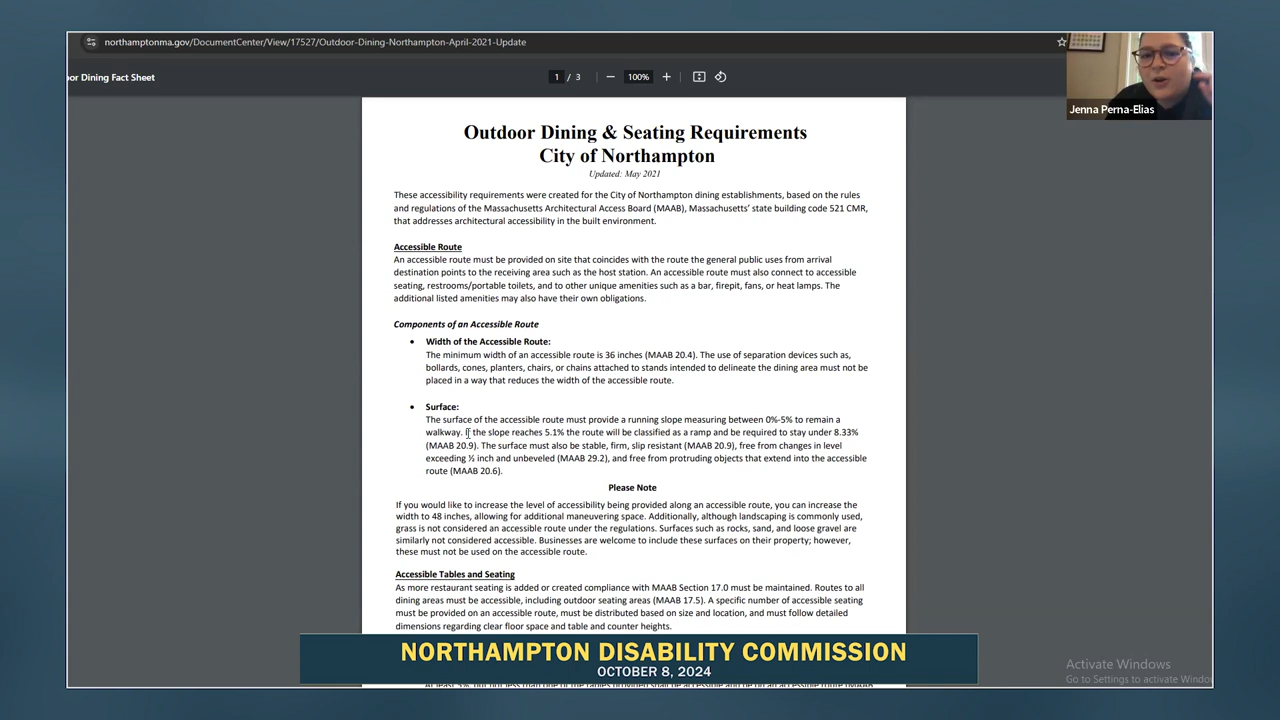 northamptonma.gov/DocumentCenter/View/17527/Outdoor-Dining-Northampton-April-2021-Update
or Dining Fact Sheet
1 / 3
100%
Jenna Perna-Elias
Outdoor Dining & Seating Requirements
City of Northampton
Updated: May 2021
These accessibility requirements were created for the City of Northampton dining establishments, based on the rules
and regulations of the Massachusetts Architectural Access Board (MAAB), Massachusetts' state building code 521 CMR,
that addresses architectural accessibility in the built environment.
Accessible Route
An accessible route must be provided on site that coincides with the route the general public uses from arrival
destination points to the receiving area such as the host station. An accessible route must also connect to accessible
seating, restrooms/portable toilets, and to other unique amenities such as a bar, firepit, fans, or heat lamps. The
additional listed amenities may also have their own obligations.
Components of an Accessible Route
• Width of the Accessible Route:
The minimum width of an accessible route is 36 inches (MAAB 20.4). The use of separation devices such as,
bollards, cones, planters, chairs, or chains attached to stands intended to delineate the dining area must not be
placed in a way that reduces the width of the accessible route.
• Surface:
The surface of the accessible route must provide a running slope measuring between 0%-5% to remain a
walkway. If the slope reaches 5.1% the route will be classified as a ramp and be required to stay under 8.33%
(MAAB 20.9). The surface must also be stable, firm, slip resistant (MAAB 20.9), free from changes in level
exceeding ½ inch and unbeveled (MAAB 29.2), and free from protruding objects that extend into the accessible
route (MAAB 20.6).
Please Note
If you would like to increase the level of accessibility being provided along an accessible route, you can increase the
width to 48 inches, allowing for additional maneuvering space. Additionally, although landscaping is commonly used,
grass is not considered an accessible route under the regulations. Surfaces such as rocks, sand, and loose gravel are
similarly not considered accessible. Businesses are welcome to include these surfaces on their property; however,
these must not be used on the accessible route.
Accessible Tables and Seating
As more restaurant seating is added or created compliance with MAAB Section 17.0 must be maintained. Routes to all
dining areas must be accessible, including outdoor seating areas (MAAB 17.5). A specific number of accessible seating
must be provided on an accessible route, must be distributed based on size and location, and must follow detailed
dimensions regarding clear floor space and table and counter heights.
NORTHAMPTON DISABILITY COMMISSION
OCTOBER 8, 2024
Activate Windows
Go to Settings to activate Windo